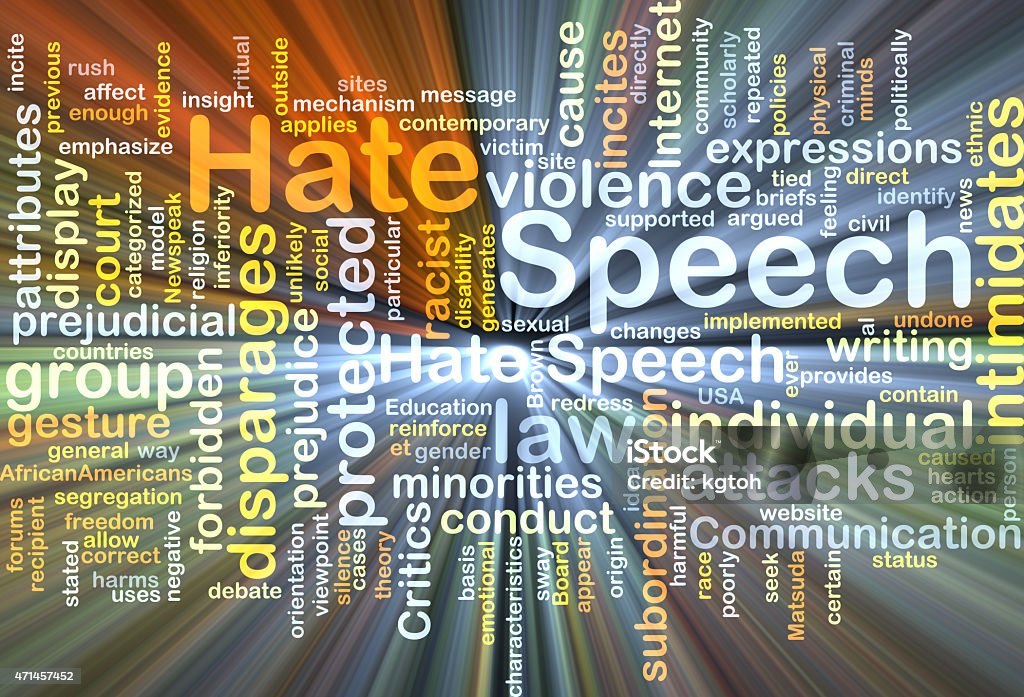 incite
previous
rush
affect
enough
emphasize
evidence
insight
ritual
outside
sites
mechanism
applies
message
contemporary
victim
site
cause
incites
directly
Internet
community
scholarly
repeated
policies
physical
criminal
minds
politically
ethnic
attributes
display
court
categorized
model
Newspeak
religion
inferiority
Hate
violence
expressions
tied
briefs
feeling
direct
identify
supported
argued
civil
news
intimidates
disparages
unlikely
social
protected
particular
racist
disability
generates
Speech
prejudicial
sexual
changes
implemented
al
undone
countries
group
Hate Speech
Brown
ever
writing
provides
contain
gesture
forbidden
prejudice
Education
reinforce
et
gender
law
redress
USA
individual
general
way
AfricanAmericans
segregation
minorities
iStock™
Credit: kgtoh
attacks
caused
hearts
action
person
forums
recipient
freedom
allow
correct
stated
harms
uses
negative
debate
orientation
viewpoint
silence
cases
theory
Critics
conduct
basis
emotional
characteristics
sway
Board
appear
origin
idea
subordination
harmful
race
poorly
website
Communication
seek
Matsuda
certain
status
471457452